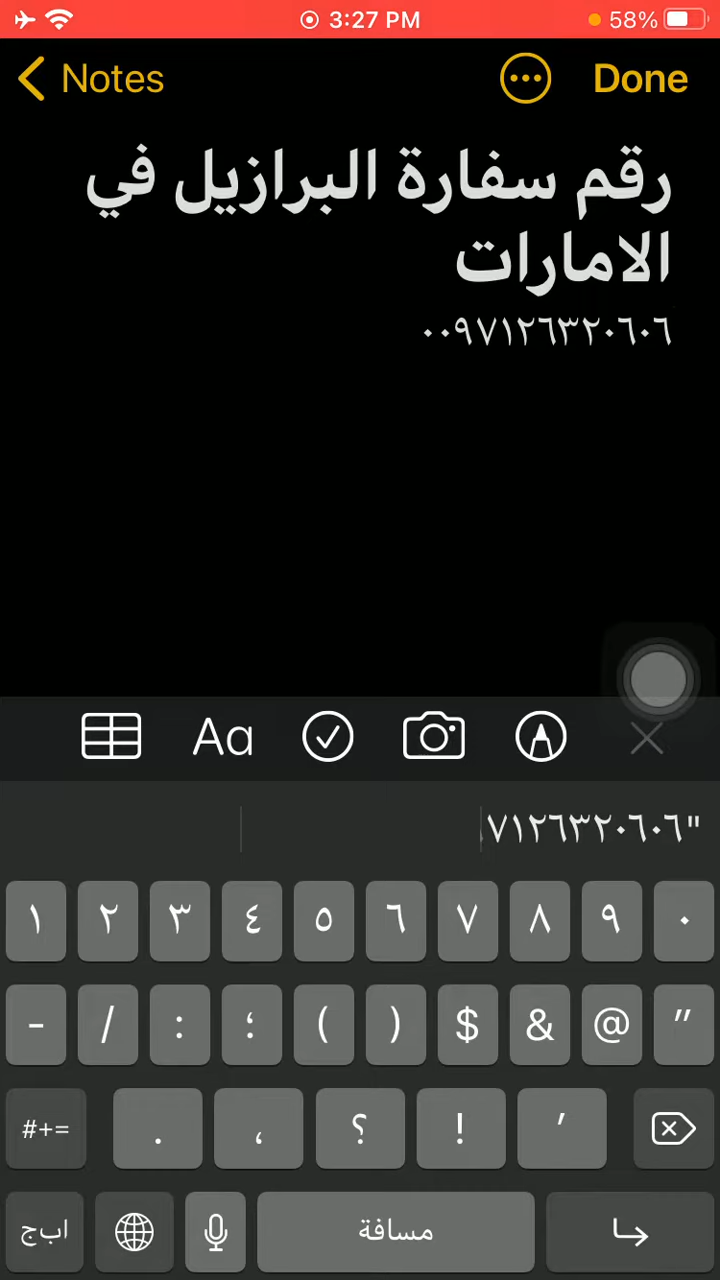 3:27 PM
58%
Notes
Done
رقم سفارة البرازيل في
الامارات
٠٠٩٧١٢٦٣٢٠٦٠٦
Aa
٧١٢٦٣٢٠٦٠٦"
١ ٢ ٣ ٤ ٥ ٦ ٧ ٨ ٩ ٠
- / : ؛ ( ) $ & @ "
#+= . ، ؟ ! '
اب‌ج
مسافة